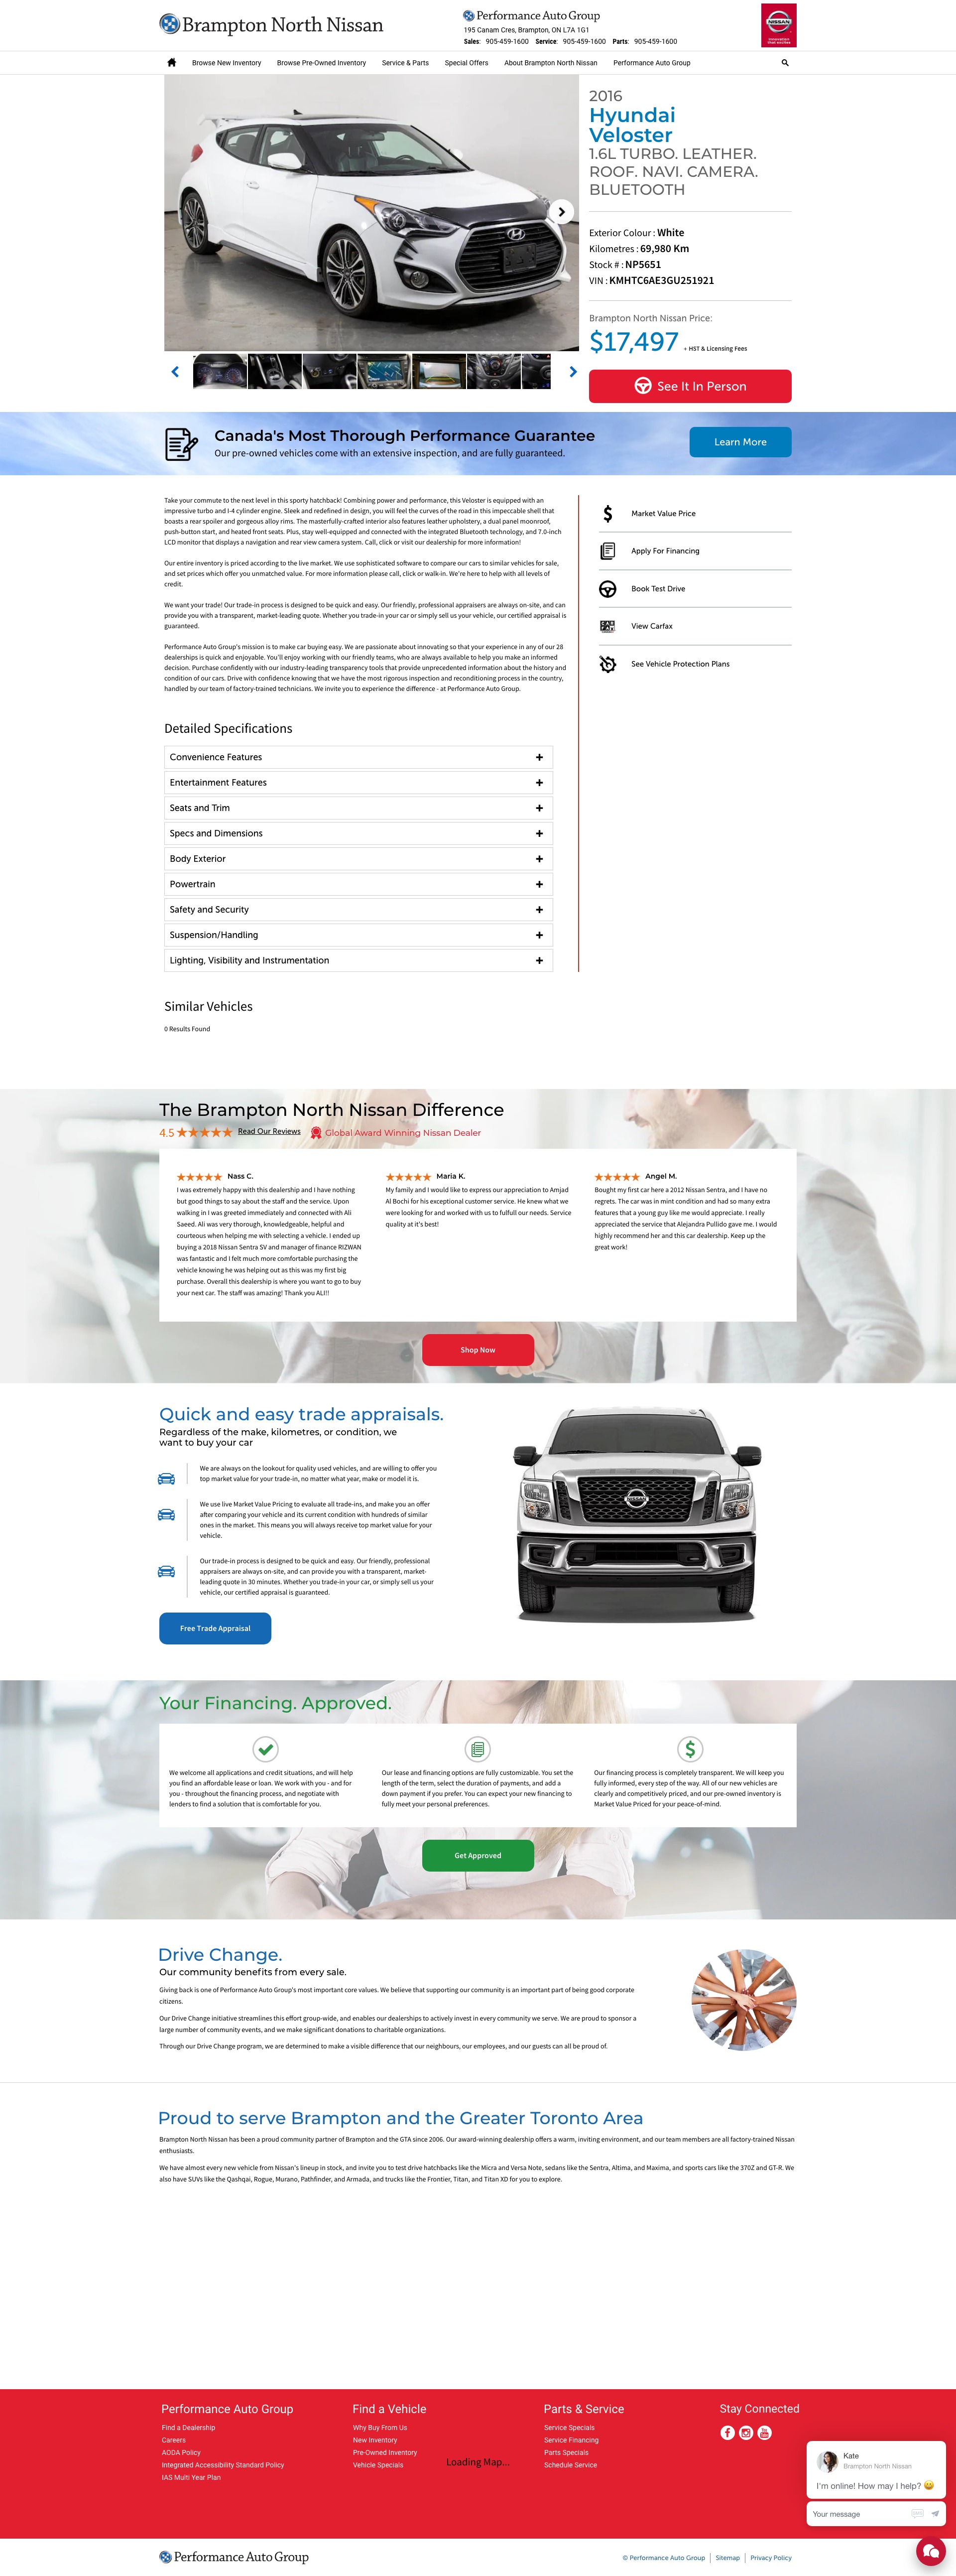 Brampton North Nissan
Performance Auto Group
195 Canam Cres, Brampton, ON L7A 1G1
Sales: 905-459-1600 Service: 905-459-1600 Parts: 905-459-1600
NISSAN
Innovation
that excites
Browse New Inventory Browse Pre-Owned Inventory Service & Parts Special Offers About Brampton North Nissan Performance Auto Group
2016
Hyundai
Veloster
1.6L TURBO. LEATHER.
ROOF. NAVI. CAMERA.
BLUETOOTH
Exterior Colour : White
Kilometres : 69,980 Km
Stock # : NP5651
VIN : KMHTC6AE3GU251921
Brampton North Nissan Price:
$17,497 + HST & Licensing Fees
See It In Person
Canada's Most Thorough Performance Guarantee
Our pre-owned vehicles come with an extensive inspection, and are fully guaranteed.
Learn More
Take your commute to the next level in this sporty hatchback! Combining power and performance, this Veloster is equipped with an
impressive turbo and I-4 cylinder engine. Sleek and redefined in design, you will feel the curves of the road in this impeccable shell that
boasts a rear spoiler and gorgeous alloy rims. The masterfully-crafted interior also features leather upholstery, a dual panel moonroof,
push-button start, and heated front seats. Plus, stay well-equipped and connected with the integrated Bluetooth technology, and 7.0-inch
LCD monitor that displays a navigation and rear view camera system. Call, click or visit our dealership for more information!
Our entire inventory is priced according to the live market. We use sophisticated software to compare our cars to similar vehicles for sale,
and set prices which offer you unmatched value. For more information please call, click or walk-in. We're here to help with all levels of
credit.
We want your trade! Our trade-in process is designed to be quick and easy. Our friendly, professional appraisers are always on-site, and can
provide you with a transparent, market-leading quote. Whether you trade-in your car or simply sell us your vehicle, our certified appraisal is
guaranteed.
Performance Auto Group's mission is to make car buying easy. We are passionate about innovating so that your experience in any of our 28
dealerships is quick and enjoyable. You'll enjoy working with our friendly teams, who are always available to help you make an informed
decision. Purchase confidently with our industry-leading transparency tools that provide unprecedented information about the history and
condition of our cars. Drive with confidence knowing that we have the most rigorous inspection and reconditioning process in the country,
handled by our team of factory-trained technicians. We invite you to experience the difference - at Performance Auto Group.
Market Value Price
Apply For Financing
Book Test Drive
View Carfax
See Vehicle Protection Plans
Detailed Specifications
Convenience Features +
Entertainment Features +
Seats and Trim +
Specs and Dimensions +
Body Exterior +
Powertrain +
Safety and Security +
Suspension/Handling +
Lighting, Visibility and Instrumentation +
Similar Vehicles
0 Results Found
The Brampton North Nissan Difference
4.5 Read Our Reviews Global Award Winning Nissan Dealer
Nass C.
I was extremely happy with this dealership and I have nothing
but good things to say about the staff and the service. Upon
walking in I was greeted immediately and connected with Ali
Saeed. Ali was very thorough, knowledgeable, helpful and
courteous when helping me with selecting a vehicle. I ended up
buying a 2018 Nissan Sentra SV and manager of finance RIZWAN
was fantastic and I felt much more comfortable purchasing the
vehicle knowing he was helping out as this was my first big
purchase. Overall this dealership is where you want to go to buy
your next car. The staff was amazing! Thank you ALI!!
Maria K.
My family and I would like to express our appreciation to Amjad
Al Bochi for his exceptional customer service. He knew what we
were looking for and worked with us to fulfull our needs. Service
quality at it's best!
Angel M.
Bought my first car here a 2012 Nissan Sentra, and I have no
regrets. The car was in mint condition and had so many extra
features that a young guy like me would appreciate. I really
appreciated the service that Alejandra Pullido gave me. I would
highly recommend her and this car dealership. Keep up the
great work!
Shop Now
Quick and easy trade appraisals.
Regardless of the make, kilometres, or condition, we
want to buy your car
We are always on the lookout for quality used vehicles, and are willing to offer you
top market value for your trade-in, no matter what year, make or model it is.
We use live Market Value Pricing to evaluate all trade-ins, and make you an offer
after comparing your vehicle and its current condition with hundreds of similar
ones in the market. This means you will always receive top market value for your
vehicle.
Our trade-in process is designed to be quick and easy. Our friendly, professional
appraisers are always on-site, and can provide you with a transparent, market-
leading quote in 30 minutes. Whether you trade in your car, or simply sell us your
vehicle, our certified appraisal is guaranteed.
NISSAN
Free Trade Appraisal
Your Financing. Approved.
We welcome all applications and credit situations, and will help
you find an affordable lease or loan. We work with you - and for
you - throughout the financing process, and negotiate with
lenders to find a solution that is comfortable for you.
Our lease and financing options are fully customizable. You set the
length of the term, select the duration of payments, and add a
down payment if you prefer. You can expect your new financing to
fully meet your personal preferences.
Our financing process is completely transparent. We will keep you
fully informed, every step of the way. All of our new vehicles are
clearly and competitively priced, and our pre-owned inventory is
Market Value Priced for your peace-of-mind.
Get Approved
Drive Change.
Our community benefits from every sale.
Giving back is one of Performance Auto Group's most important core values. We believe that supporting our community is an important part of being good corporate
citizens.
Our Drive Change initiative streamlines this effort group-wide, and enables our dealerships to actively invest in every community we serve. We are proud to sponsor a
large number of community events, and we make significant donations to charitable organizations.
Through our Drive Change program, we are determined to make a visible difference that our neighbours, our employees, and our guests can all be proud of.
Proud to serve Brampton and the Greater Toronto Area
Brampton North Nissan has been a proud community partner of Brampton and the GTA since 2006. Our award-winning dealership offers a warm, inviting environment, and our team members are all factory-trained Nissan
enthusiasts.
We have almost every new vehicle from Nissan's lineup in stock, and invite you to test drive hatchbacks like the Micra and Versa Note, sedans like the Sentra, Altima, and Maxima, and sports cars like the 370Z and GT-R. We
also have SUVs like the Qashqai, Rogue, Murano, Pathfinder, and Armada, and trucks like the Frontier, Titan, and Titan XD for you to explore.
Performance Auto Group
Find a Dealership
Careers
AODA Policy
Integrated Accessibility Standard Policy
IAS Multi Year Plan
Find a Vehicle
Why Buy From Us
New Inventory
Pre-Owned Inventory
Vehicle Specials
Loading Map...
Parts & Service
Service Specials
Service Financing
Parts Specials
Schedule Service
Stay Connected
Kate
Brampton North Nissan
I'm online! How may I help? 😀
Your message
Performance Auto Group
© Performance Auto Group | Sitemap | Privacy Policy